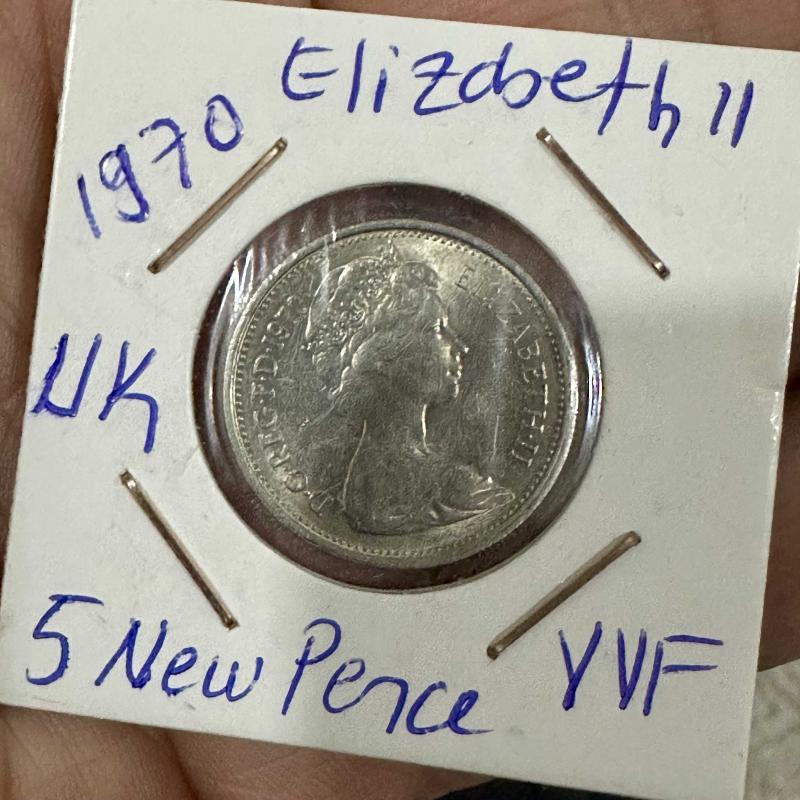 Elizabeth II
1970
UK
D·G·REG·F·D·1970
ELIZABETH·II
5 New Pence
VVF